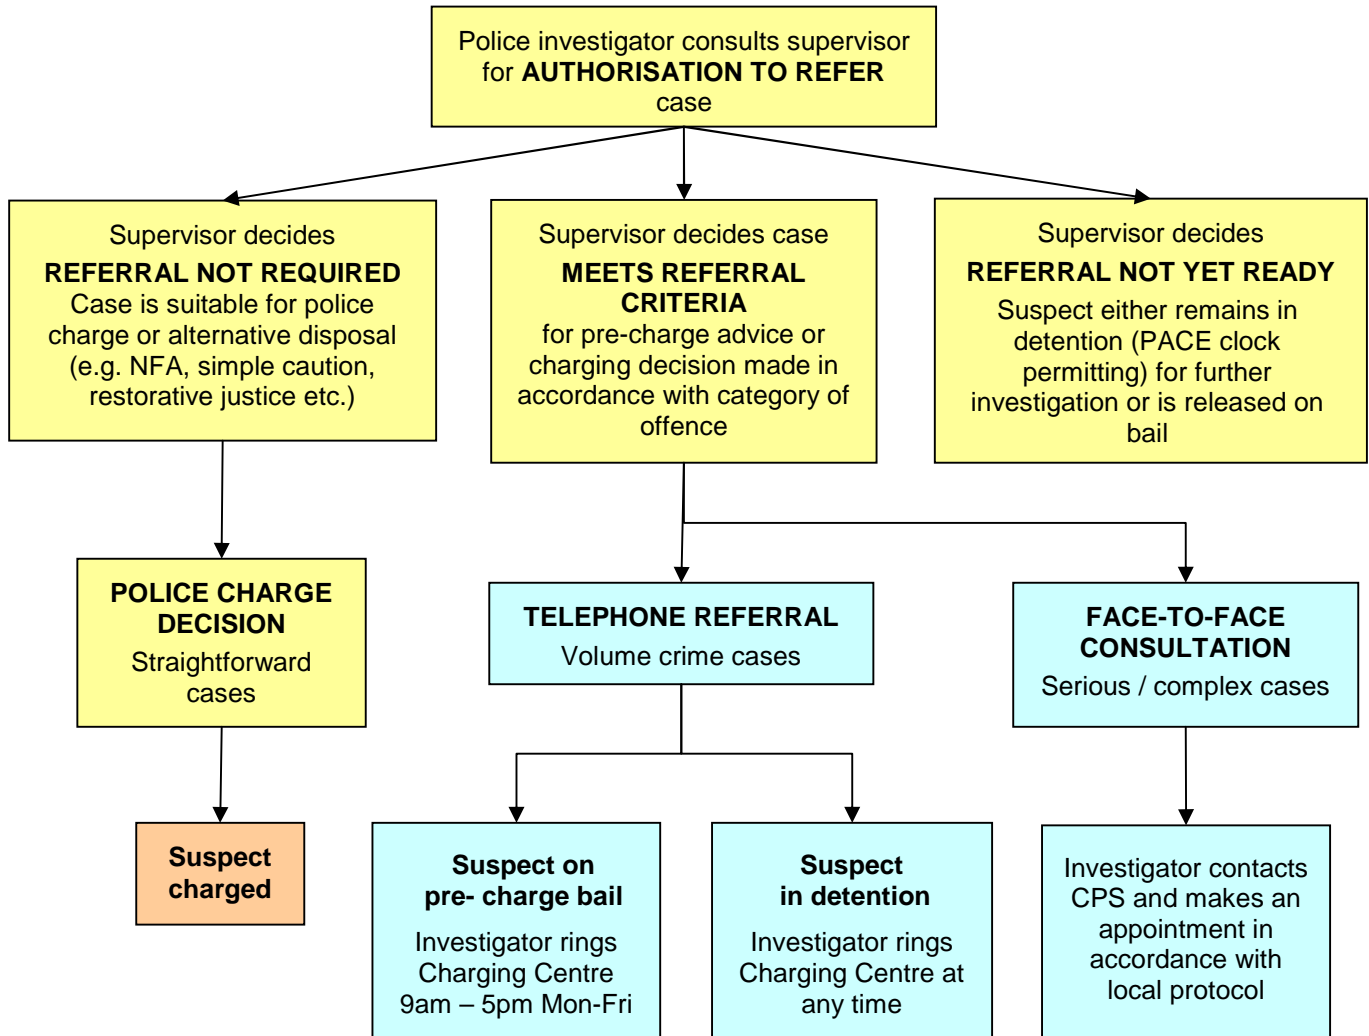 Police investigator consults supervisor
for AUTHORISATION TO REFER
case
Supervisor decides
REFERRAL NOT REQUIRED
Case is suitable for police
charge or alternative disposal
(e.g. NFA, simple caution,
restorative justice etc.)
Supervisor decides case
MEETS REFERRAL
CRITERIA
for pre-charge advice or
charging decision made in
accordance with category of
offence
Supervisor decides
REFERRAL NOT YET READY
Suspect either remains in
detention (PACE clock
permitting) for further
investigation or is released on
bail
POLICE CHARGE
DECISION
Straightforward
cases
TELEPHONE REFERRAL
Volume crime cases
FACE-TO-FACE
CONSULTATION
Serious / complex cases
Suspect
charged
Suspect on
pre- charge bail
Investigator rings
Charging Centre
9am – 5pm Mon-Fri
Suspect
in detention
Investigator rings
Charging Centre at
any time
Investigator contacts
CPS and makes an
appointment in
accordance with
local protocol